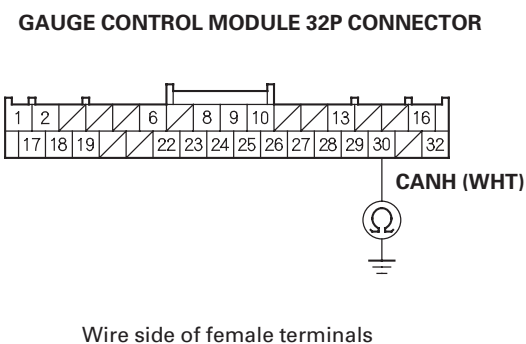 GAUGE CONTROL MODULE 32P CONNECTOR
1 2 6 8 9 10 13 16
17 18 19 22 23 24 25 26 27 28 29 30 32
CANH (WHT)
Ω
Wire side of female terminals